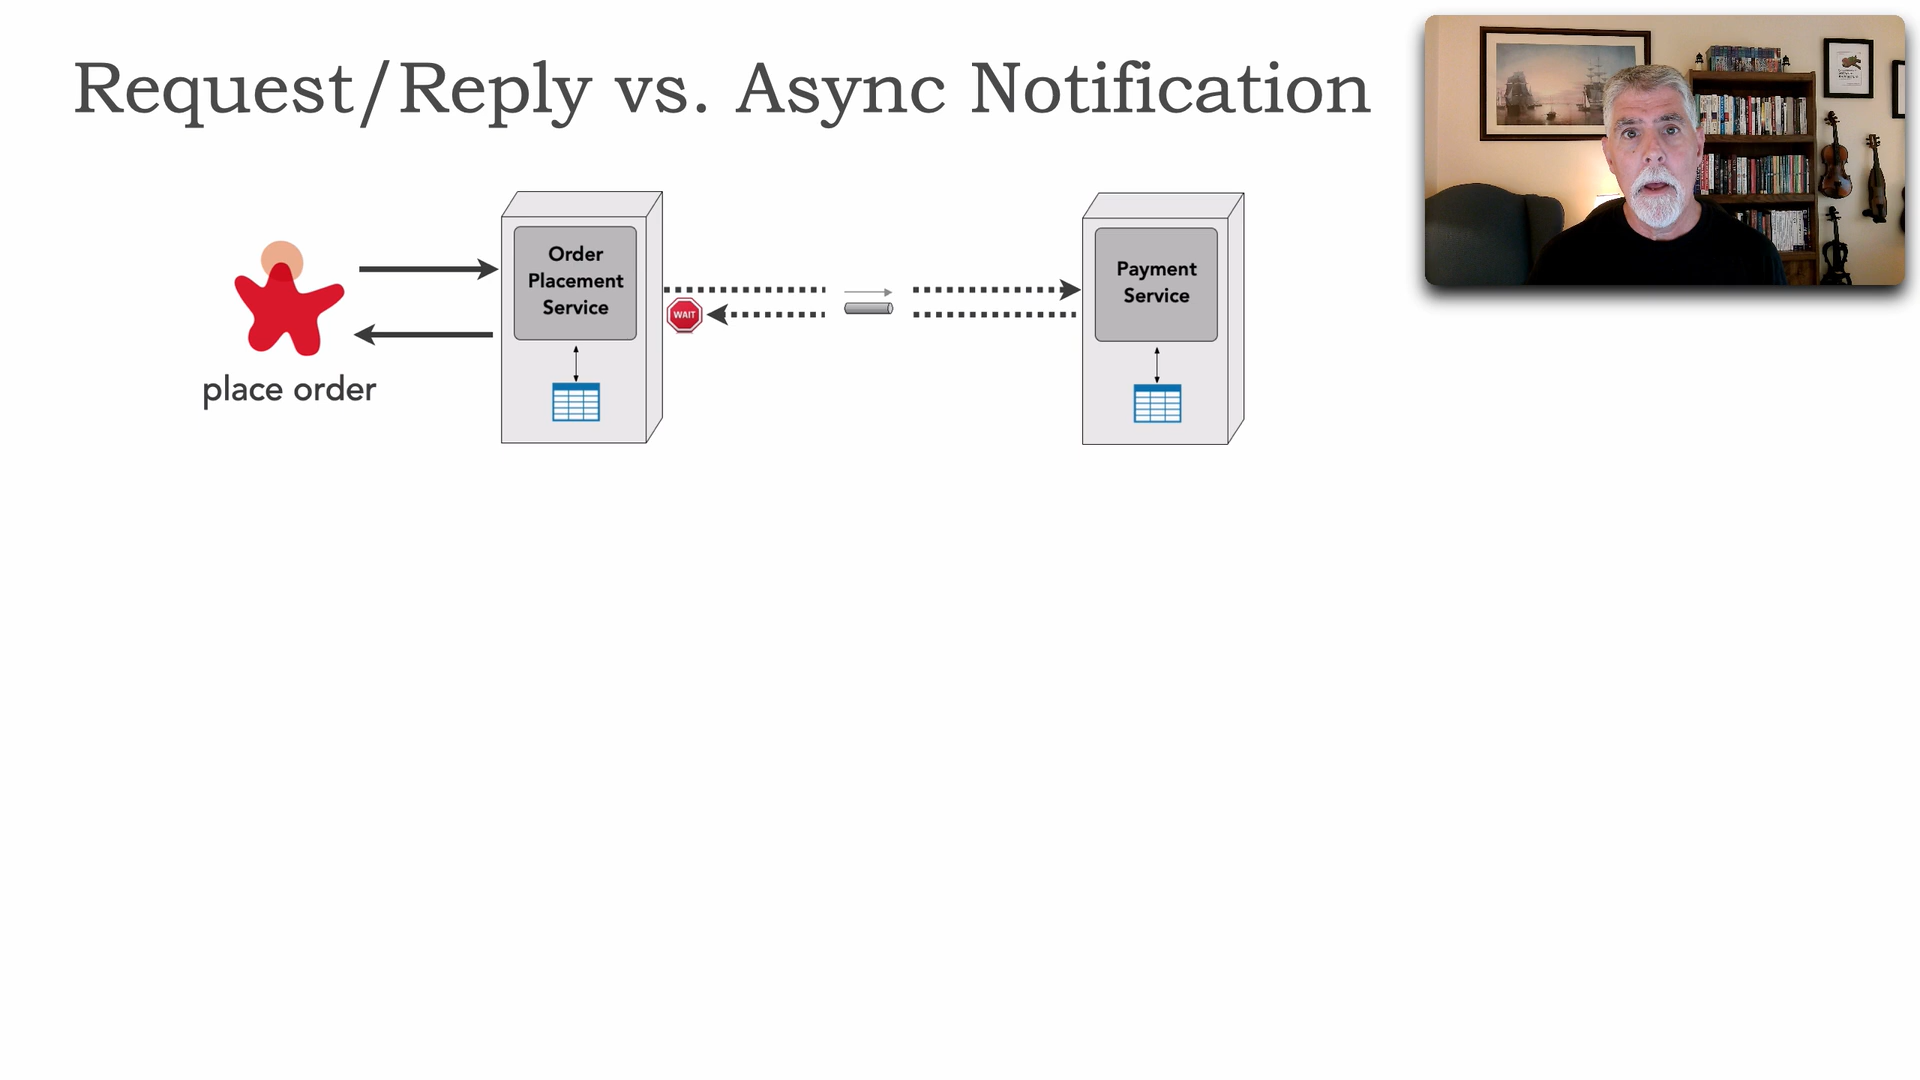 Request/Reply vs. Async Notification
Order
Placement
Service
WAIT
Payment
Service
place order